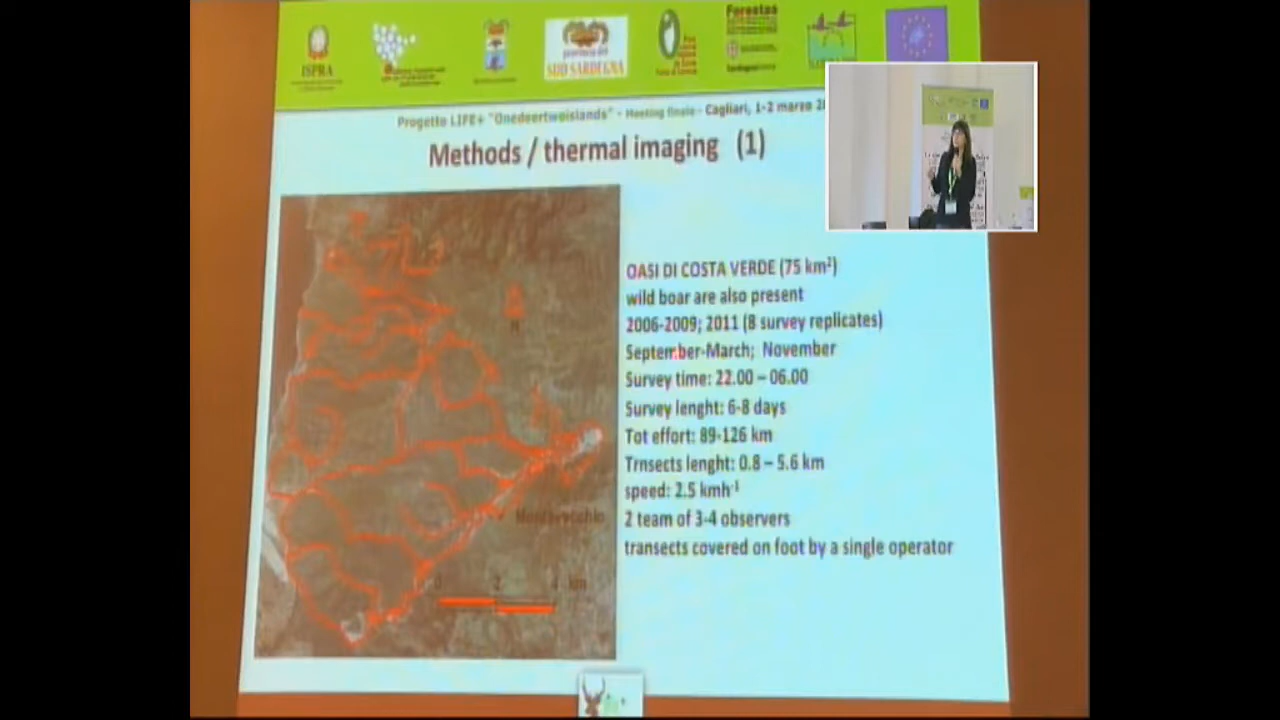 ISPRA
provincia del
SUD SARDEGNA
Forestas
Progetto LIFE+ "Onedeertwoislands" - Meeting finale - Cagliari, 1-2 marzo
Methods / thermal imaging (1)
OASI DI COSTA VERDE (75 km²)
wild boar are also present
2006-2009; 2011 (8 survey replicates)
September-March; November
Survey time: 22.00 – 06.00
Survey lenght: 6-8 days
Tot effort: 89-126 km
Trnsects lenght: 0.8 – 5.6 km
speed: 2.5 kmh⁻¹
2 team of 3-4 observers
transects covered on foot by a single operator
N
Montevecchio
0 2 4 km